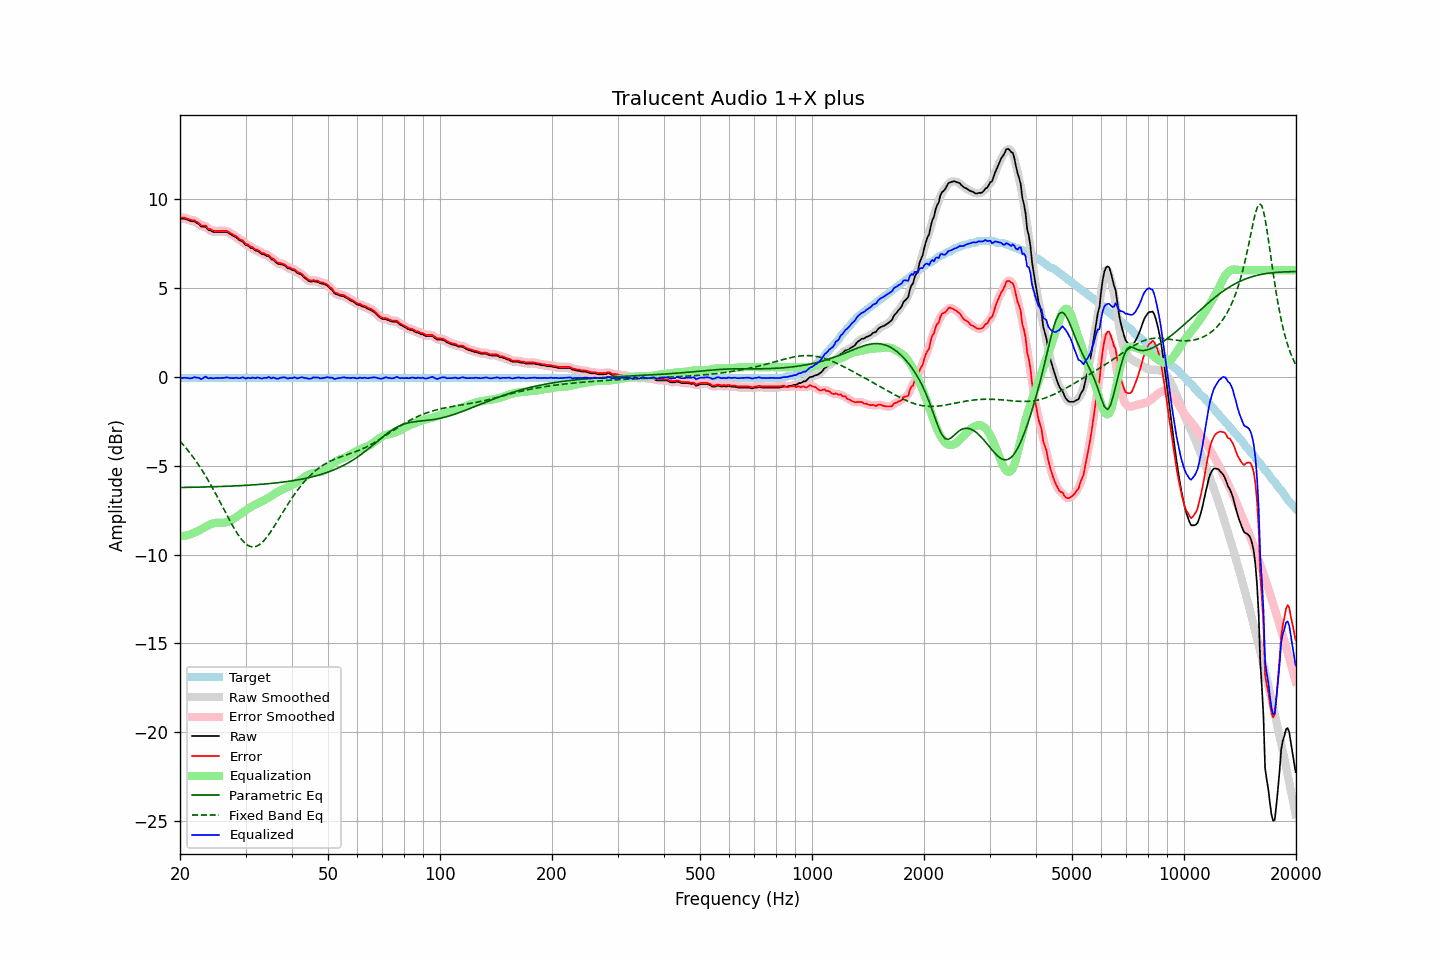 Tralucent Audio 1+X plus
Amplitude (dBr)
10
5
0
−5
−10
−15
−20
−25
Target
Raw Smoothed
Error Smoothed
Raw
Error
Equalization
Parametric Eq
Fixed Band Eq
Equalized
20
50
100
200
500
1000
2000
5000
10000
20000
Frequency (Hz)